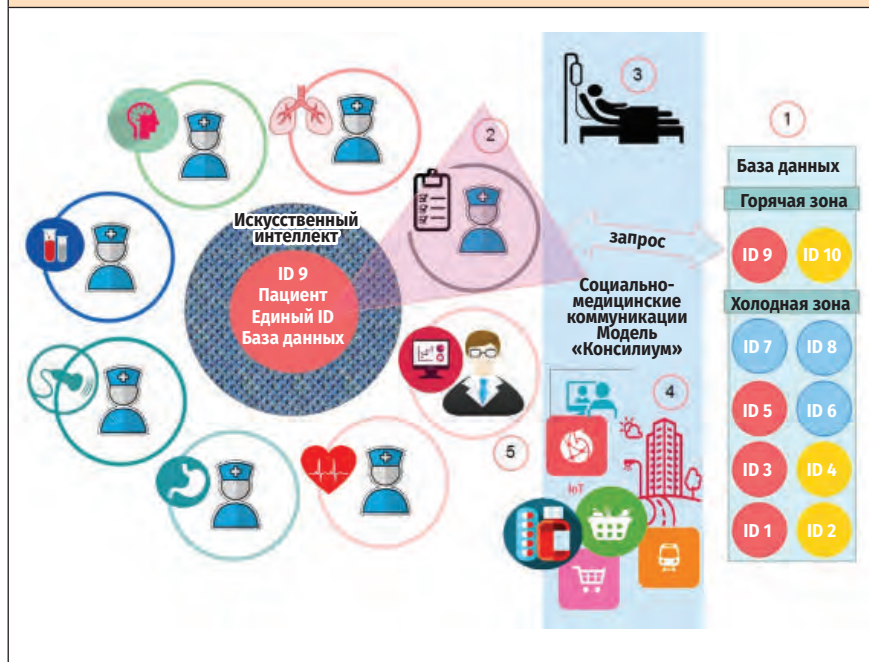 2
3
1
База данных
Горячая зона
ID 9
ID 10
Холодная зона
ID 7
ID 8
ID 5
ID 6
ID 3
ID 4
ID 1
ID 2
запрос
Искусственный
интеллект
ID 9
Пациент
Единый ID
База данных
Социально-
медицинские
коммуникации
Модель
«Консилиум»
4
5
IoT